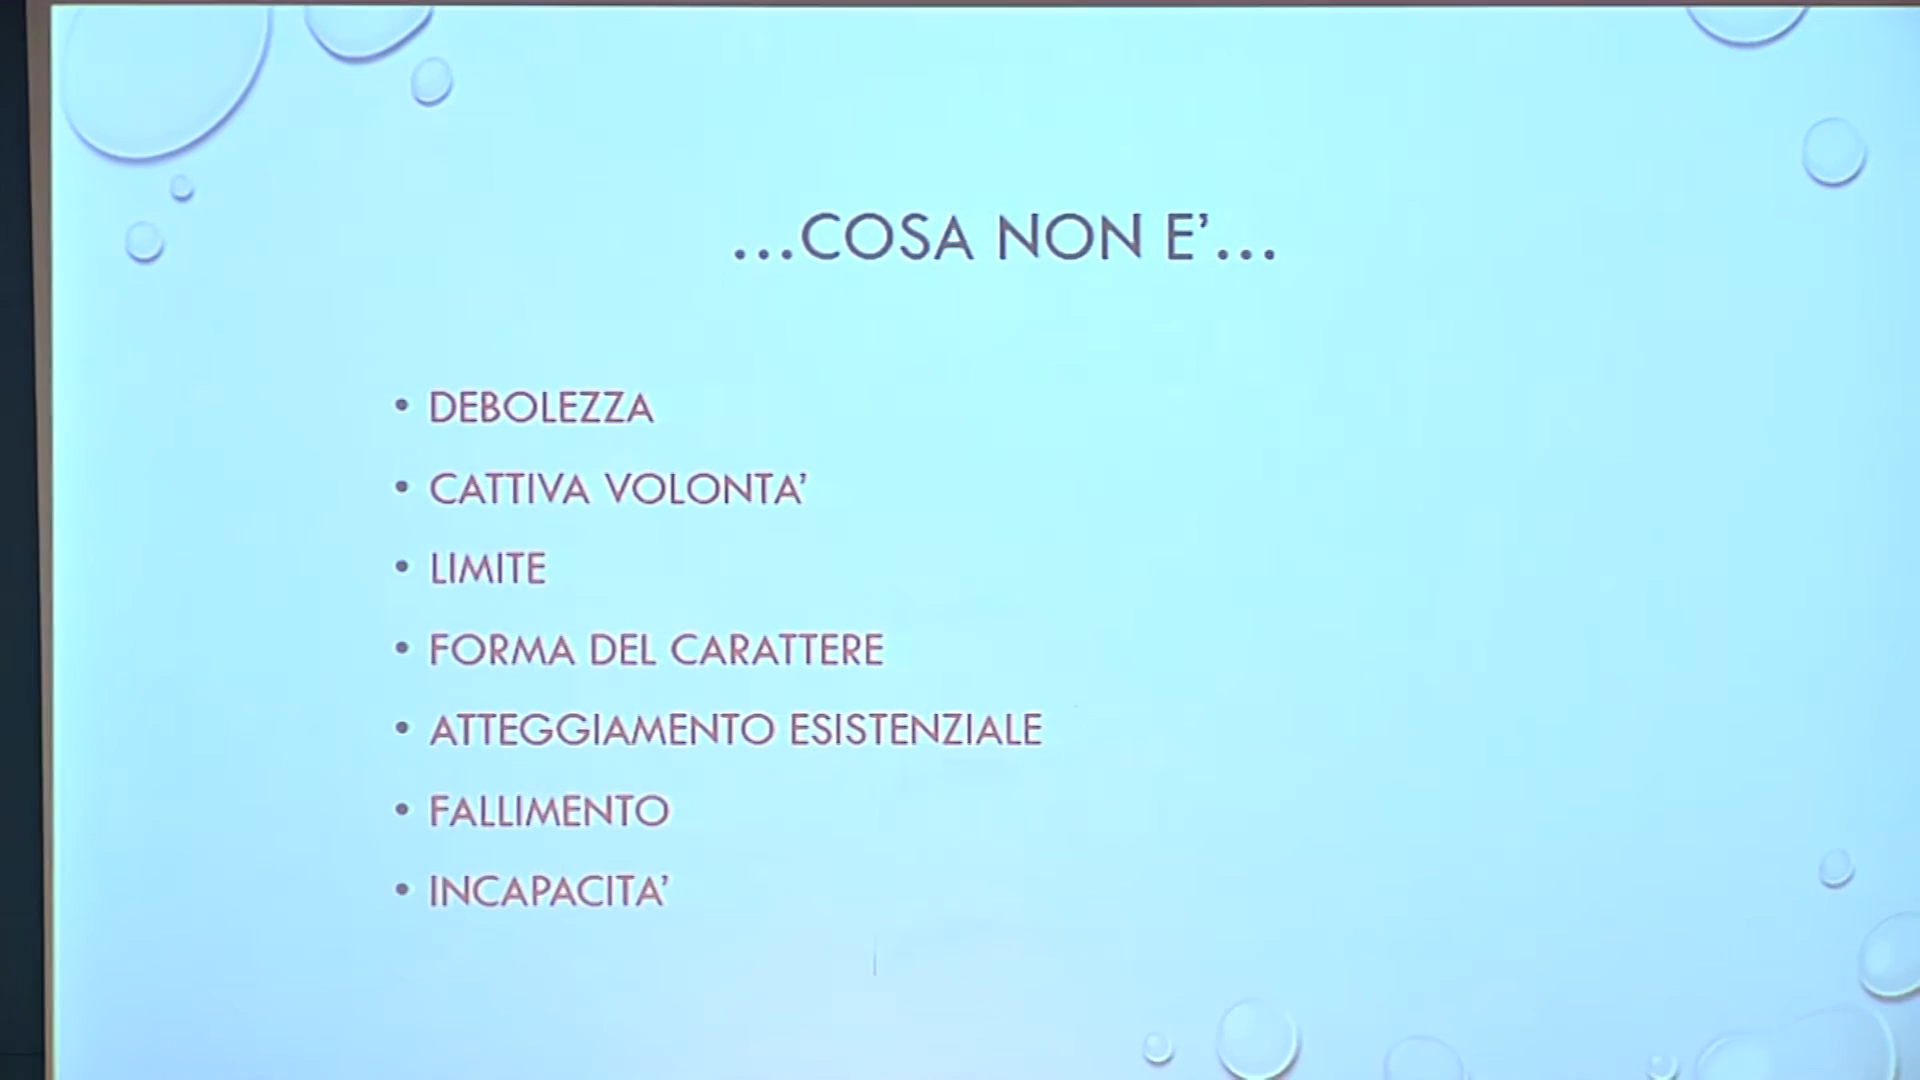 ...COSA NON E’...
• DEBOLEZZA
• CATTIVA VOLONTA’
• LIMITE
• FORMA DEL CARATTERE
• ATTEGGIAMENTO ESISTENZIALE
• FALLIMENTO
• INCAPACITA’